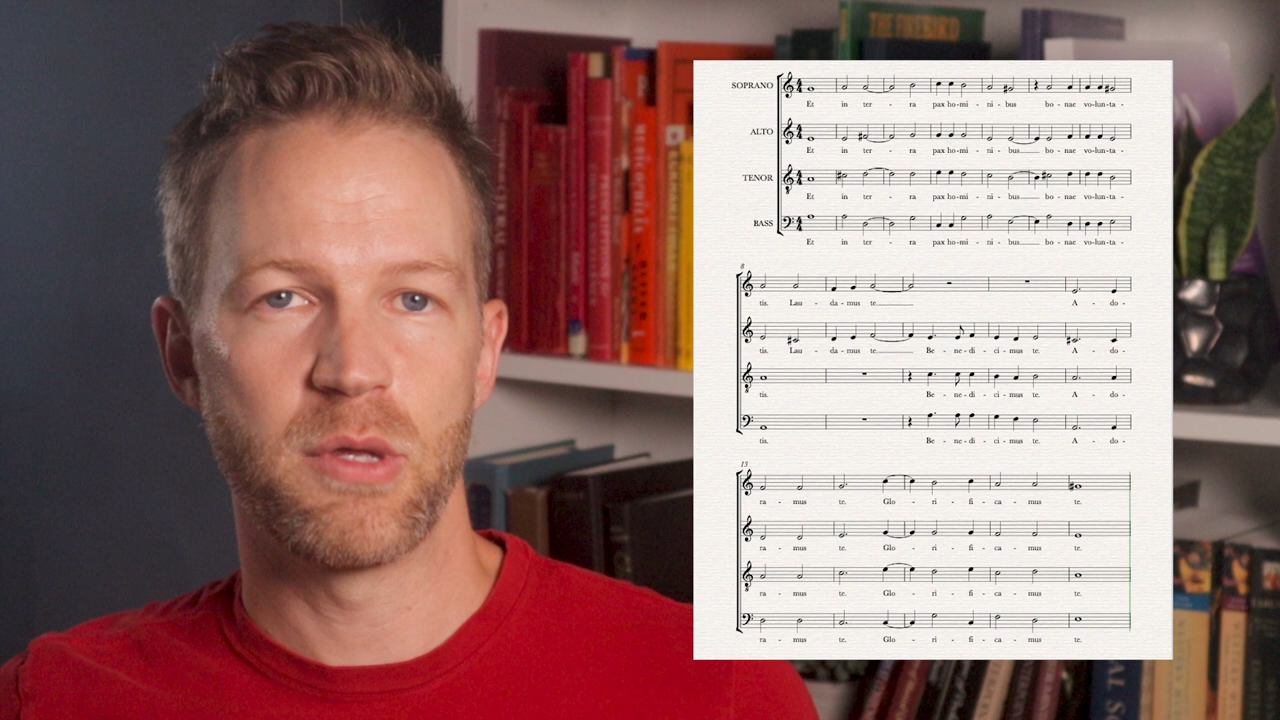 THE FIREBIRD
SOPRANO
Et in ter - ra pax ho-mi - ni - bus bo - nae vo-lun-ta -
ALTO
Et in ter - ra pax ho-mi - ni - bus bo - nae vo-lun-ta -
TENOR
Et in ter - ra pax ho-mi - ni - bus bo - nae vo-lun-ta -
BASS
Et in ter - ra pax ho-mi - ni - bus bo - nae vo-lun-ta -
8
tis. Lau - da - mus te. A - do -
tis. Lau - da - mus te. Be - ne - di - ci - mus te. A - do -
tis. Be - ne - di - ci - mus te. A - do -
tis. Be - ne - di - ci - mus te. A - do -
13
ra - mus te. Glo - ri - fi - ca - mus te.
ra - mus te. Glo - ri - fi - ca - mus te.
ra - mus te. Glo - ri - fi - ca - mus te.
ra - mus te. Glo - ri - fi - ca - mus te.